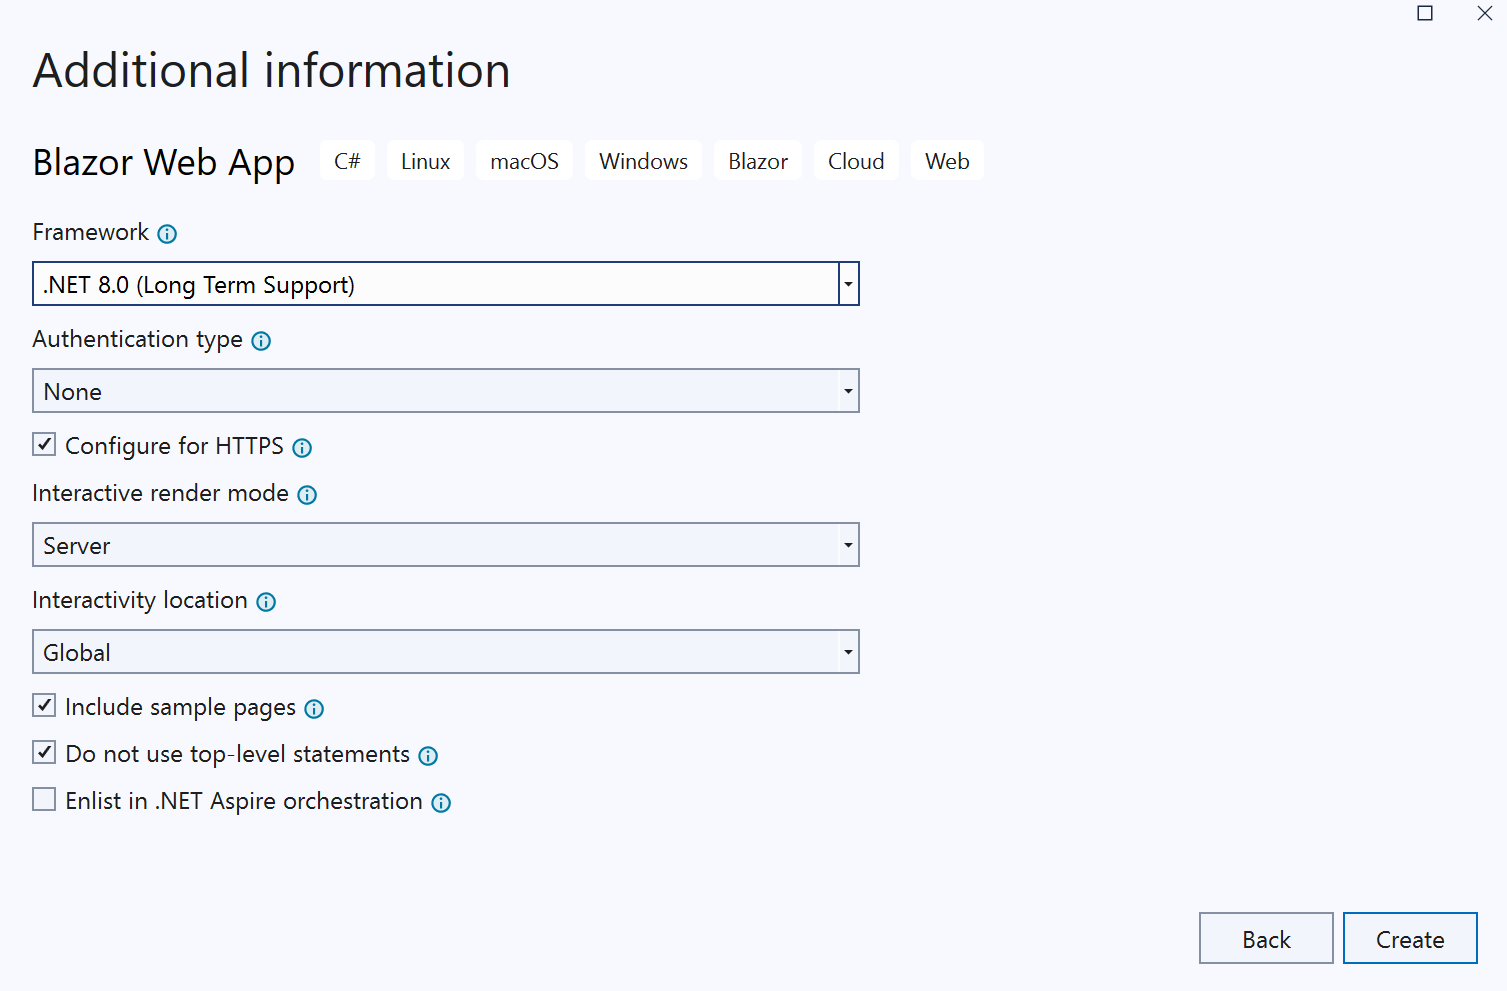 Additional information
Blazor Web App C# Linux macOS Windows Blazor Cloud Web
Framework
.NET 8.0 (Long Term Support)
Authentication type
None
Configure for HTTPS
Interactive render mode
Server
Interactivity location
Global
Include sample pages
Do not use top-level statements
Enlist in .NET Aspire orchestration
Back Create